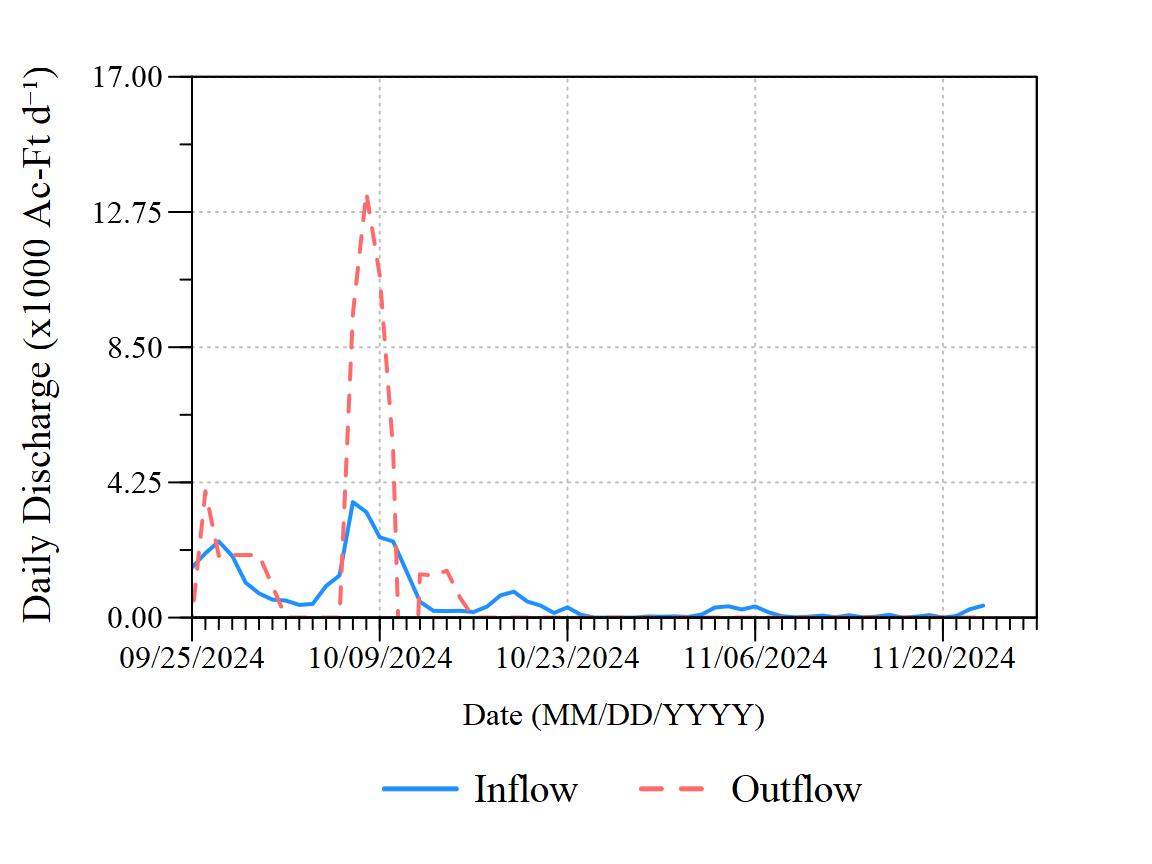 Daily Discharge (x1000 Ac-Ft d⁻¹)
17.00
12.75
8.50
4.25
0.00
09/25/2024 10/09/2024 10/23/2024 11/06/2024 11/20/2024
Date (MM/DD/YYYY)
Inflow Outflow